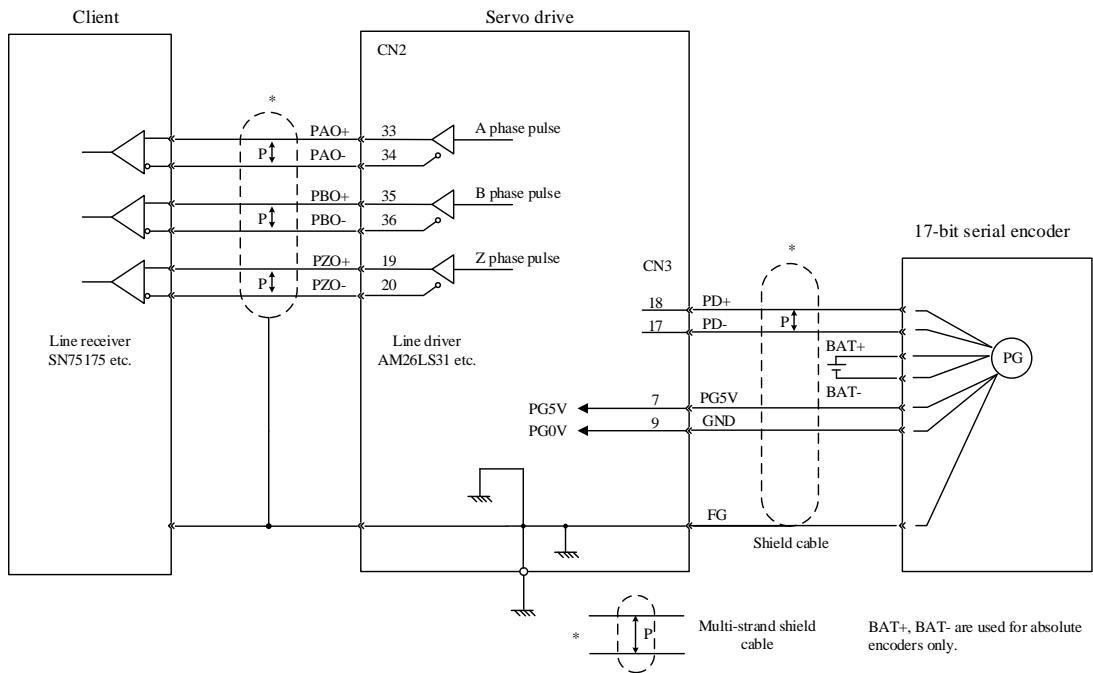 Client
Servo drive
CN2
*
PAO+ 33 A phase pulse
P
PAO- 34
PBO+ 35 B phase pulse
P
PBO- 36
PZO+ 19 Z phase pulse
P
PZO- 20
Line receiver
SN75175 etc.
Line driver
AM26LS31 etc.
17-bit serial encoder
*
CN3
18 PD+
P
17 PD-
BAT+
PG
BAT-
PG5V 7 PG5V
PG0V 9 GND
FG
Shield cable
* P Multi-strand shield
cable
BAT+, BAT- are used for absolute
encoders only.